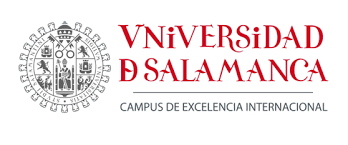 VNiVERSiDAD
D SALAMANCA
CAMPUS DE EXCELENCIA INTERNACIONAL